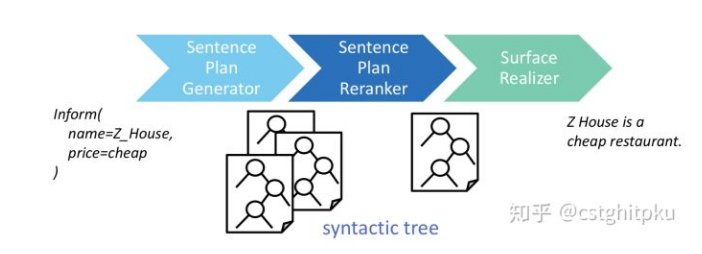 Sentence
Plan
Generator
Sentence
Plan
Reranker
Surface
Realizer
Inform(
name=Z_House,
price=cheap
)
Z House is a
cheap restaurant.
syntactic tree
知乎 @cstghitpku